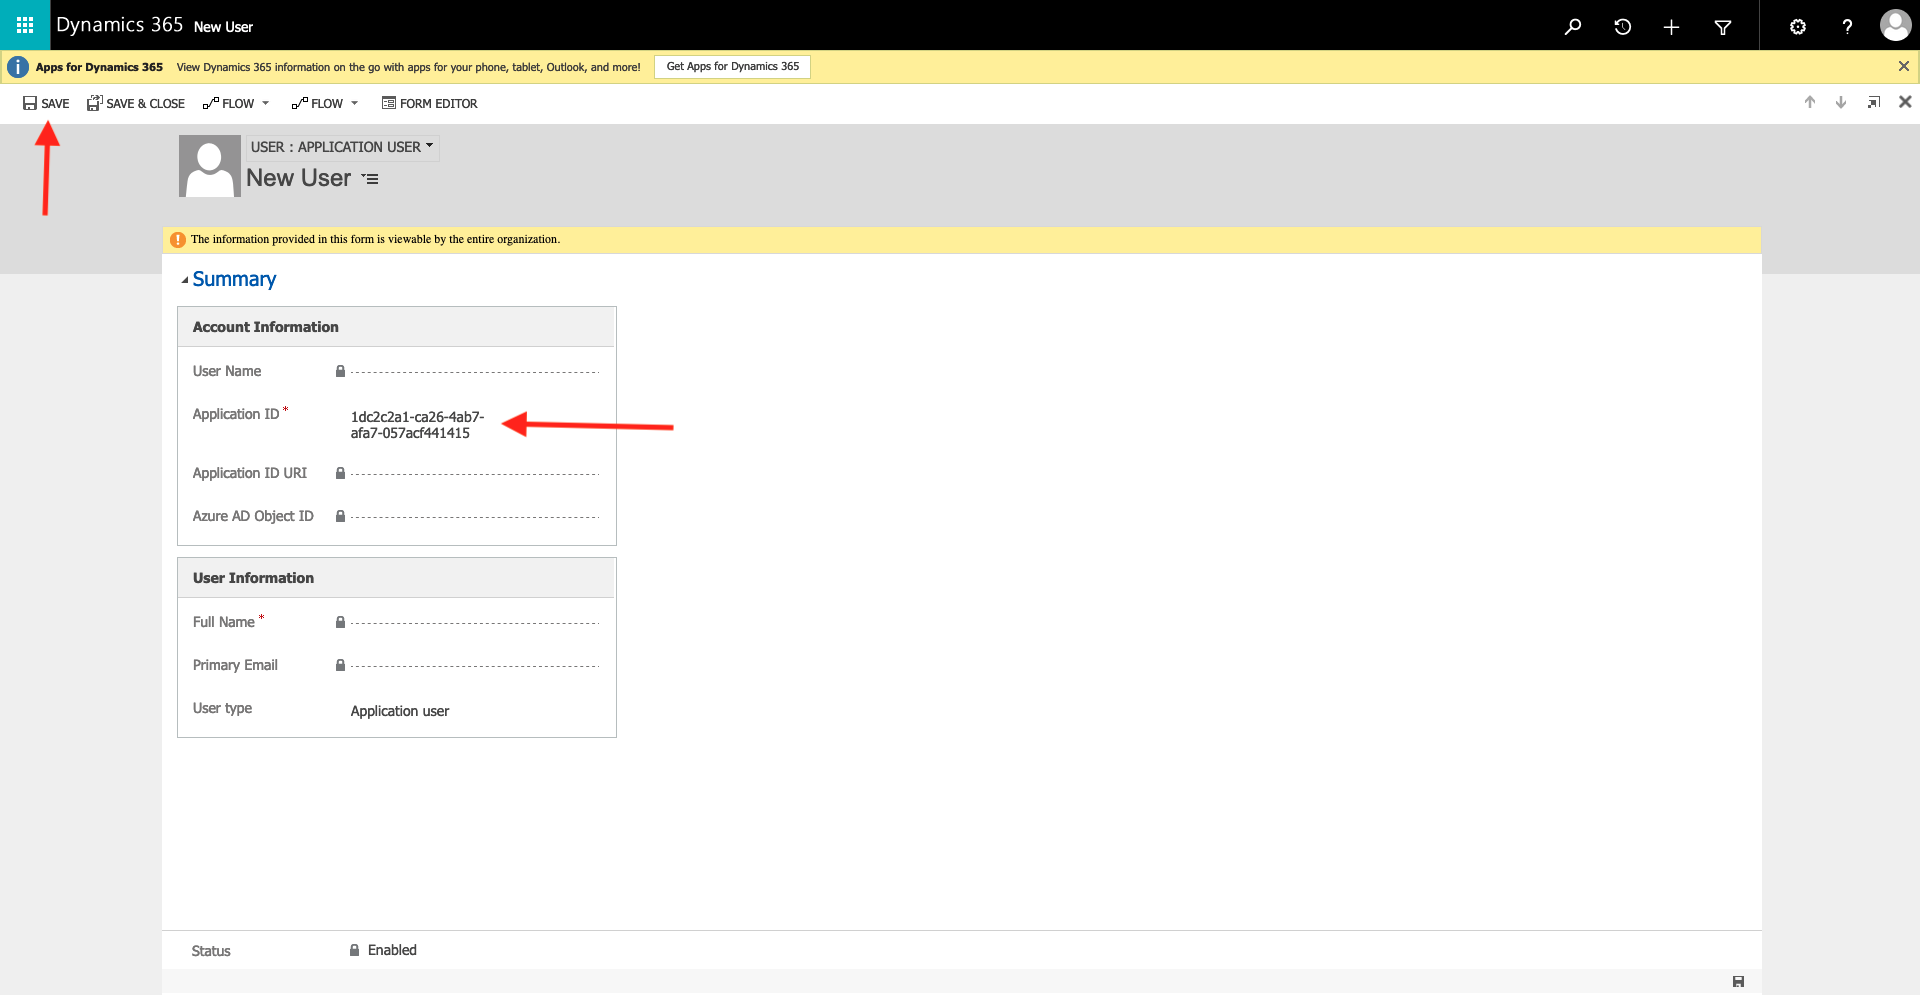 Dynamics 365 New User
Apps for Dynamics 365 View Dynamics 365 information on the go with apps for your phone, tablet, Outlook, and more! Get Apps for Dynamics 365
SAVE SAVE & CLOSE FLOW FLOW FORM EDITOR
USER : APPLICATION USER
New User
The information provided in this form is viewable by the entire organization.
Summary
Account Information
User Name
Application ID *
1dc2c2a1-ca26-4ab7-
afa7-057acf441415
Application ID URI
Azure AD Object ID
User Information
Full Name *
Primary Email
User type Application user
Status Enabled